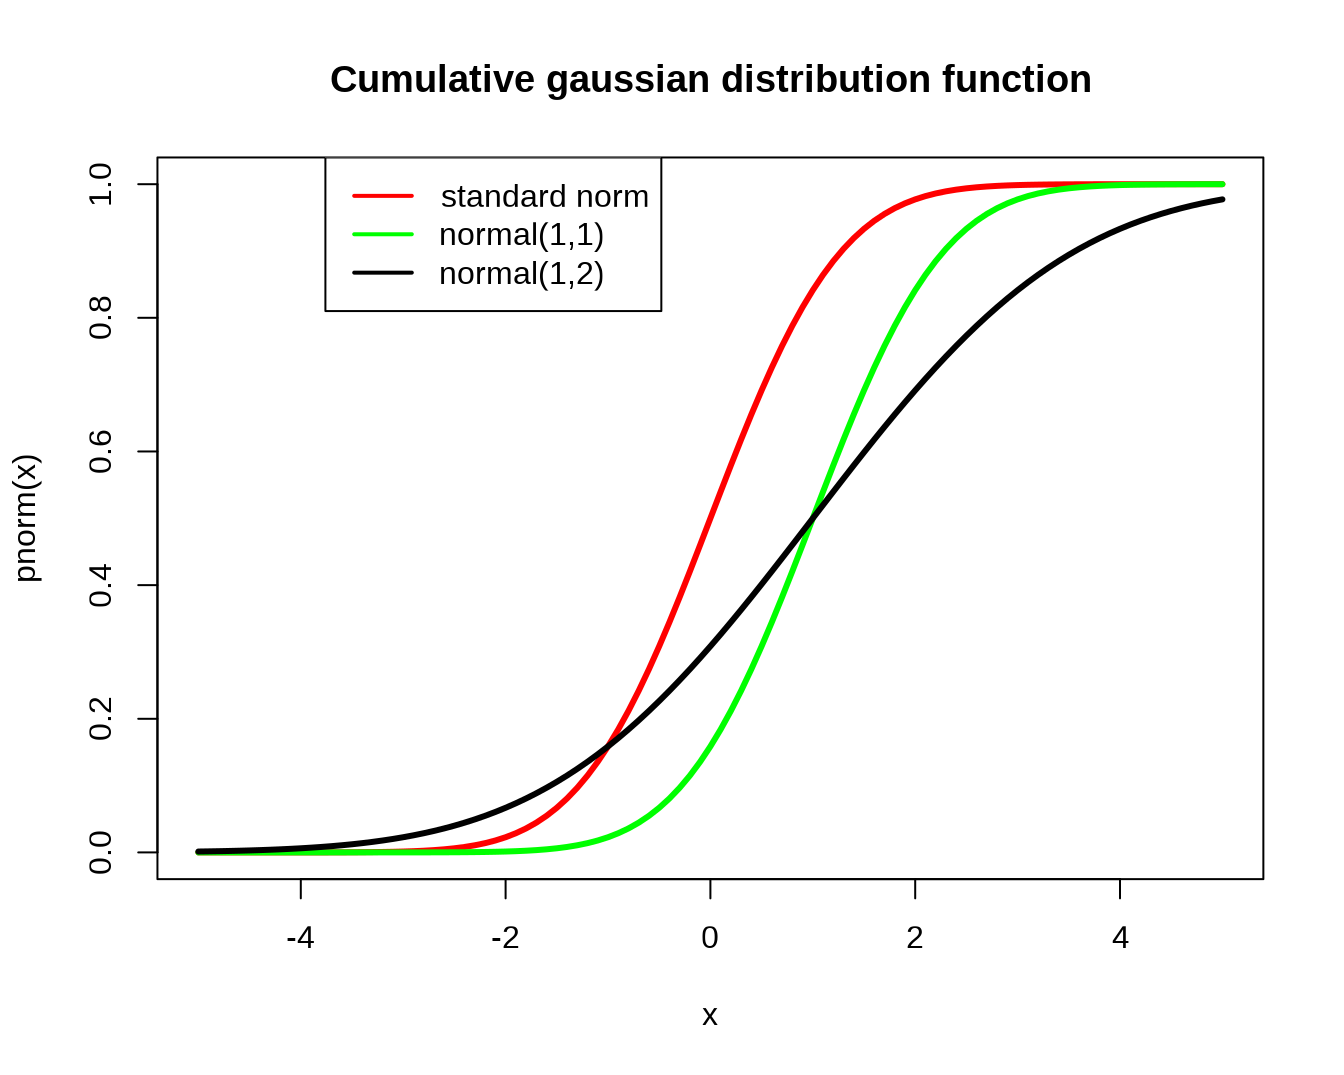 Cumulative gaussian distribution function
standard norm
normal(1,1)
normal(1,2)
pnorm(x)
1.0
0.8
0.6
0.4
0.2
0.0
-4
-2
0
2
4
x